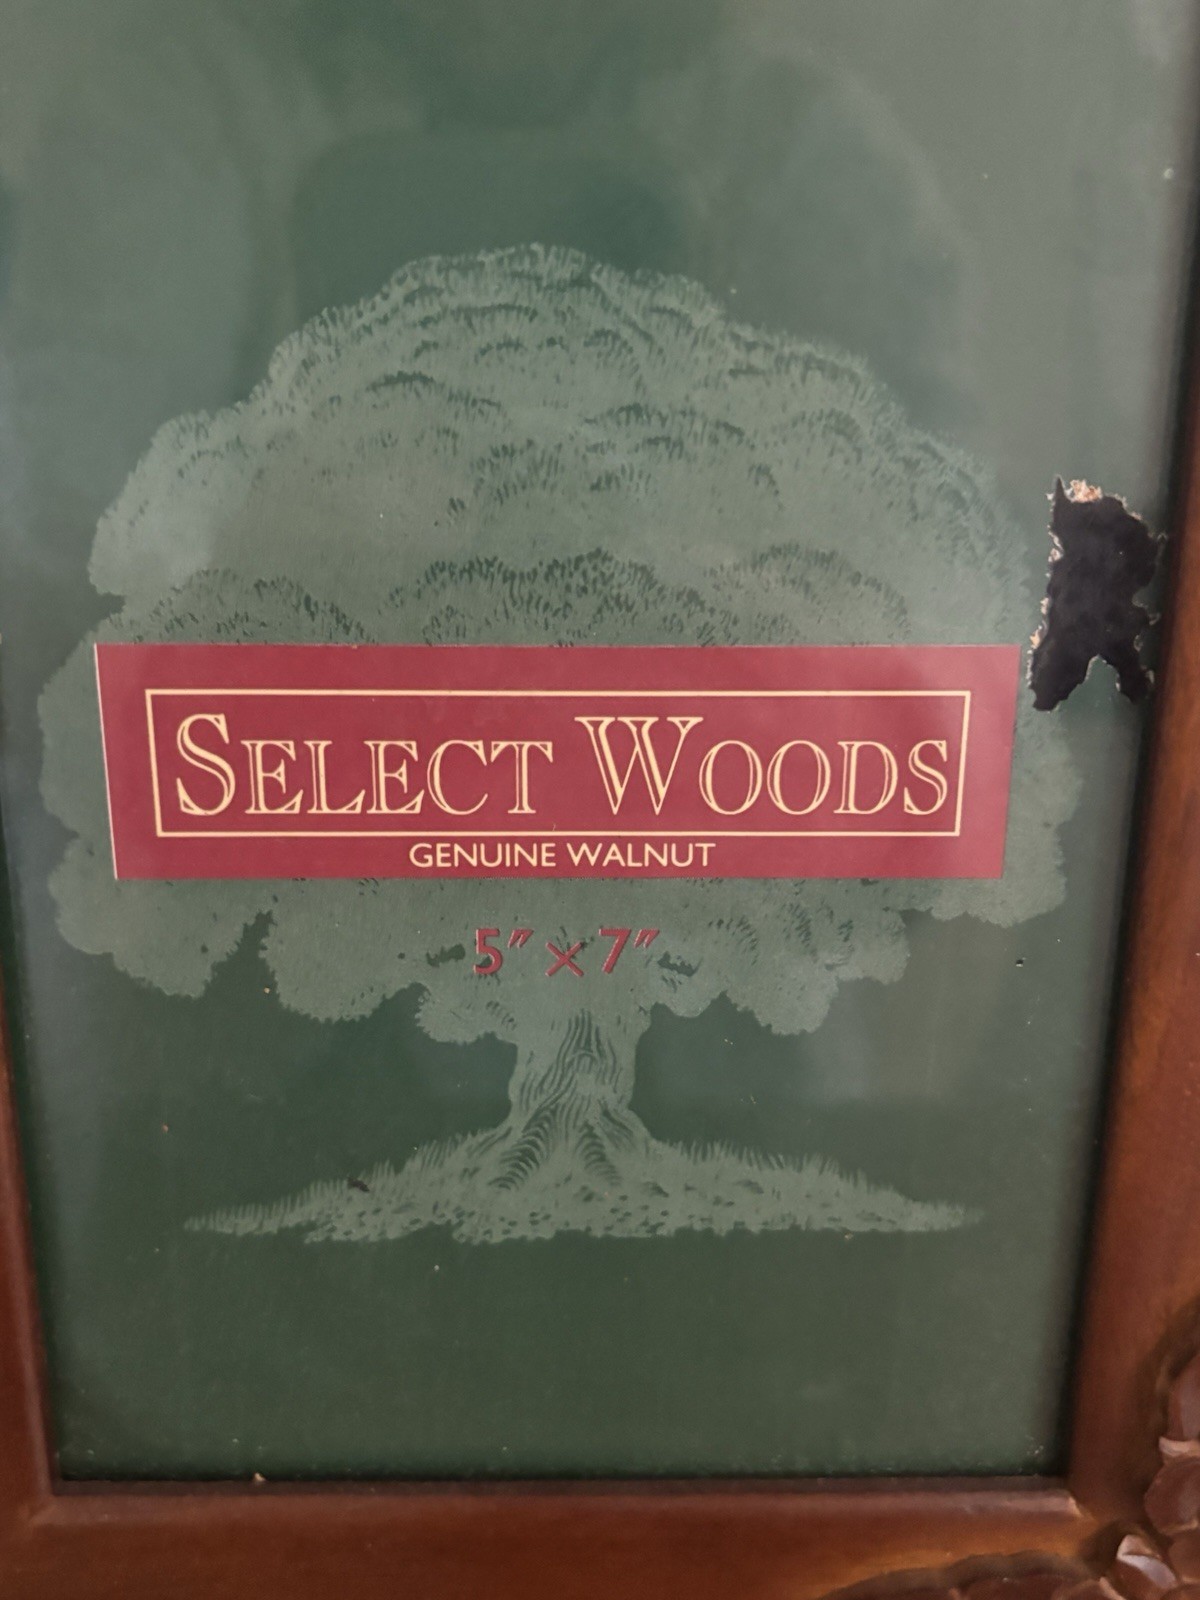 SELECT WOODS
GENUINE WALNUT
5" × 7"